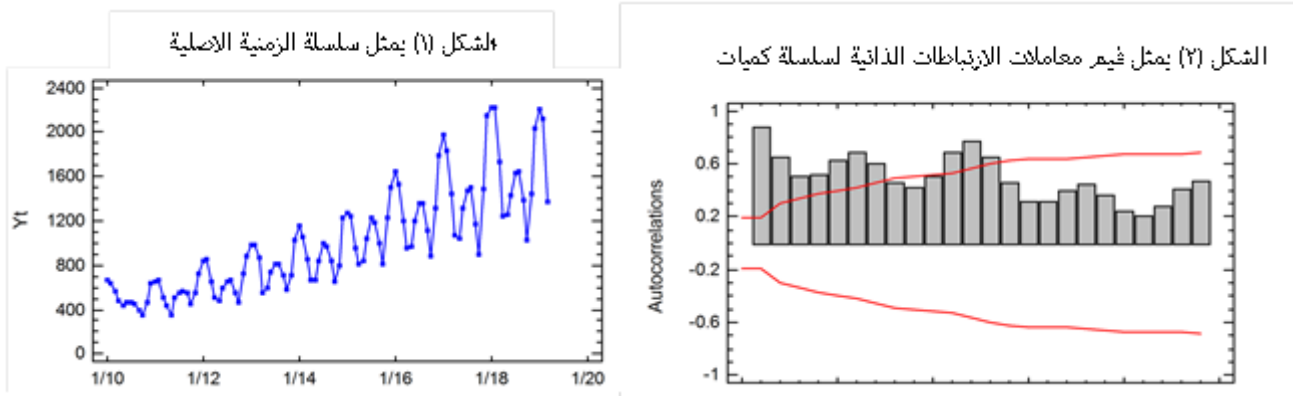 الشكل (١) يمثل سلسلة الزمنية الاصلية
2400
2000
1600
1200
800
400
0
Yt
1/10 1/12 1/14 1/16 1/18 1/20
الشكل (٢) يمثل قيم معاملات الارتباطات الذاتية لسلسلة كميات
1
0.6
0.2
-0.2
-0.6
-1
Autocorrelations